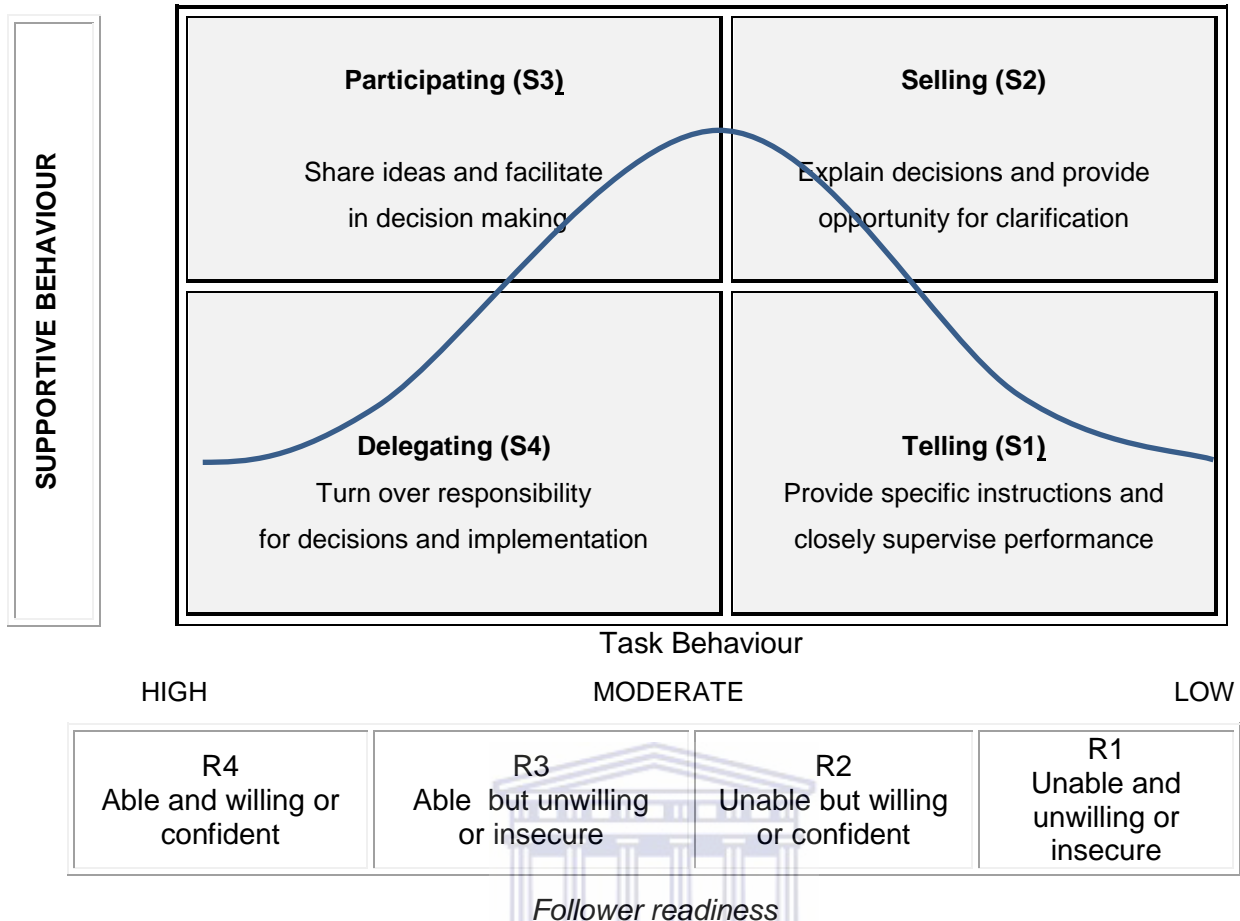 SUPPORTIVE BEHAVIOUR
Participating (S3)
Share ideas and facilitate
in decision making
Selling (S2)
Explain decisions and provide
opportunity for clarification
Delegating (S4)
Turn over responsibility
for decisions and implementation
Telling (S1)
Provide specific instructions and
closely supervise performance
Task Behaviour
HIGH
MODERATE
LOW
R4
Able and willing or
confident
R3
Able but unwilling
or insecure
R2
Unable but willing
or confident
R1
Unable and
unwilling or
insecure
Follower readiness